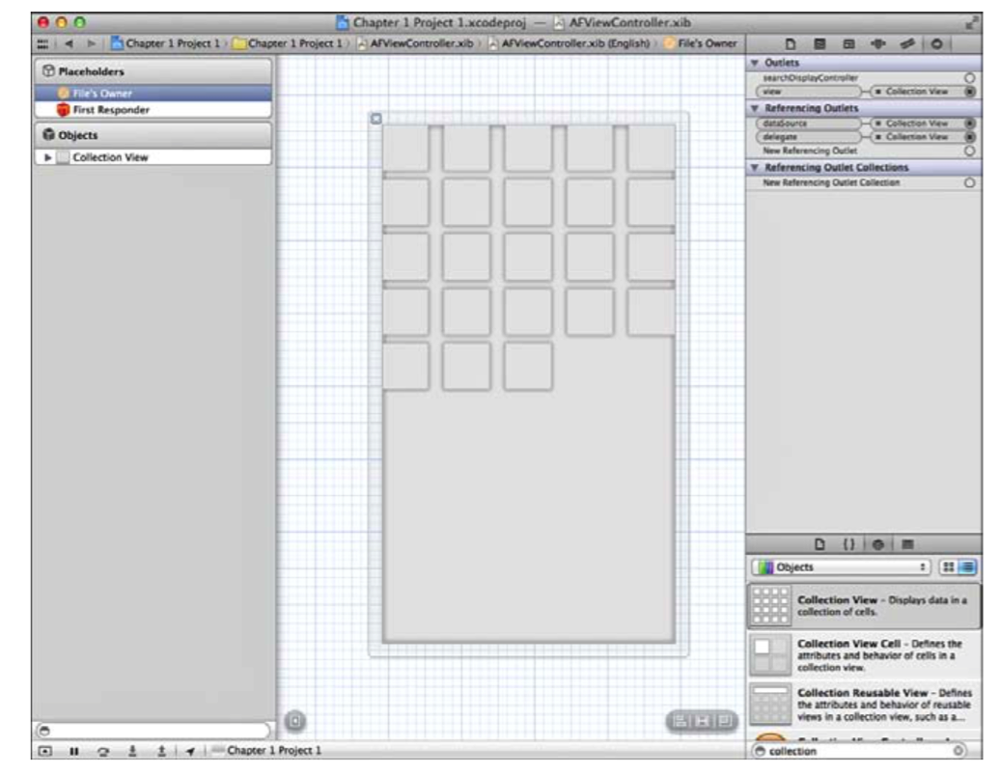 Chapter 1 Project 1.xcodeproj — AFViewController.xib
Chapter 1 Project 1 Chapter 1 Project 1 AFViewController.xib AFViewController.xib (English) File's Owner
Placeholders
File's Owner
First Responder
Objects
Collection View
Outlets
searchDisplayController
view Collection View
Referencing Outlets
dataSource Collection View
delegate Collection View
New Referencing Outlet
Referencing Outlet Collections
New Referencing Outlet Collection
{}
Objects
Collection View – Displays data in a
collection of cells.
Collection View Cell – Defines the
attributes and behavior of cells in a
collection view.
Collection Reusable View – Defines
the attributes and behavior of reusable
views in a collection view, such as a...
Chapter 1 Project 1
collection